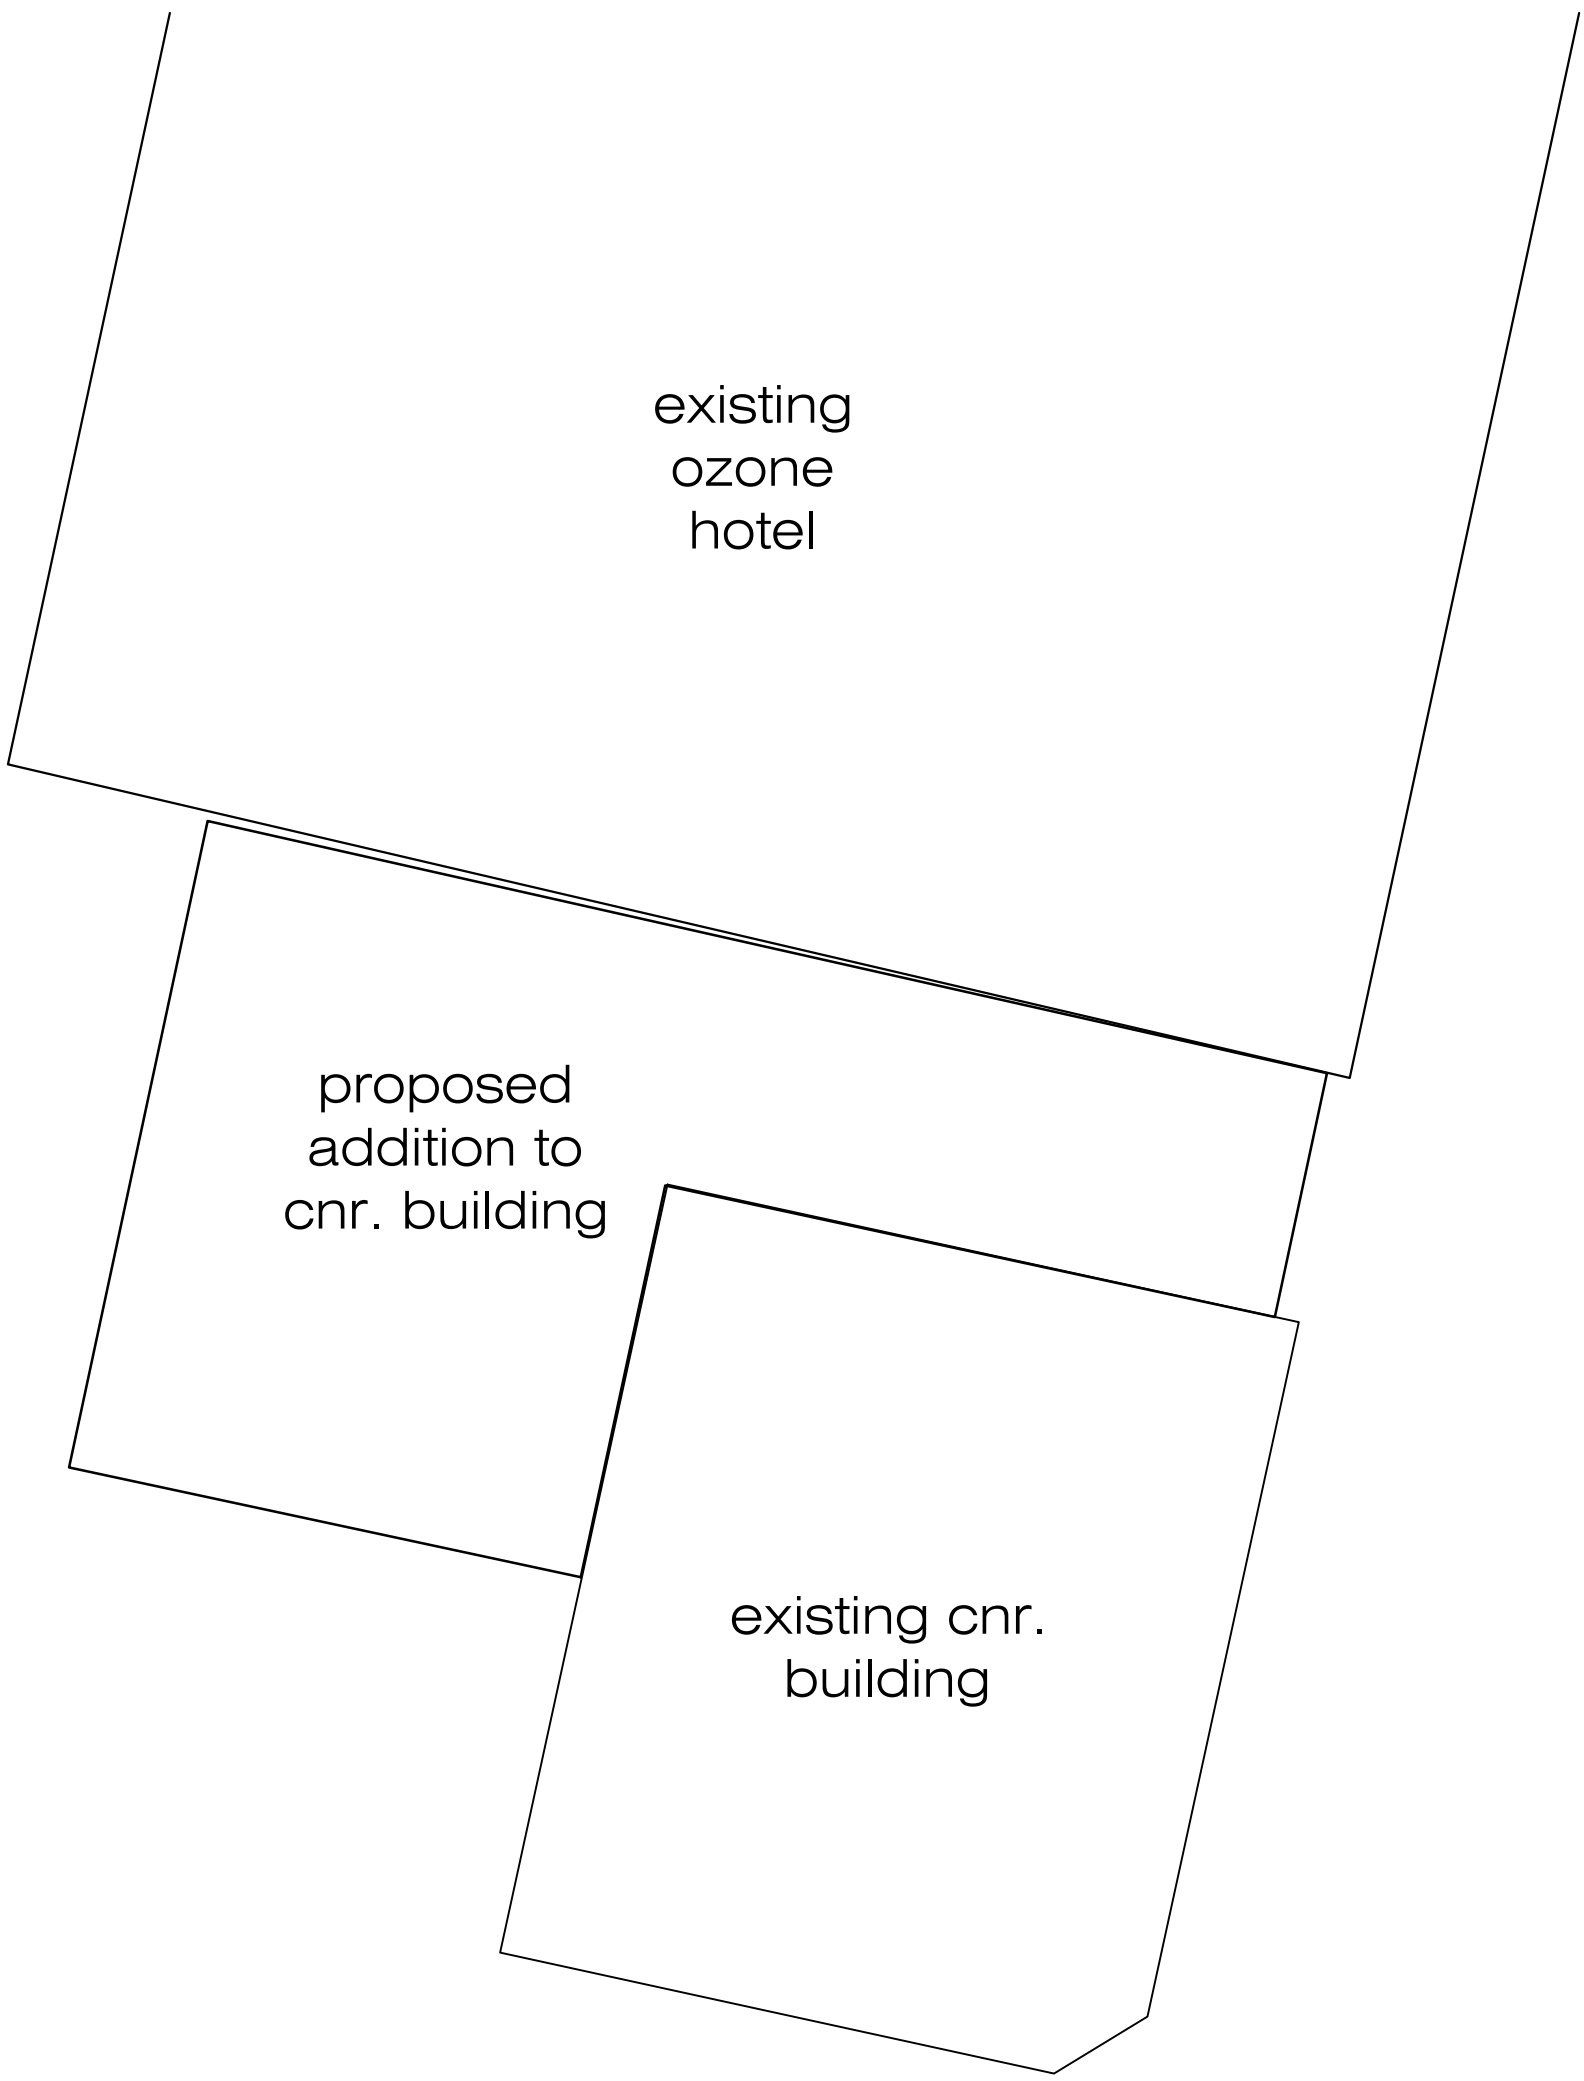 existing
ozone
hotel
proposed
addition to
cnr. building
existing cnr.
building